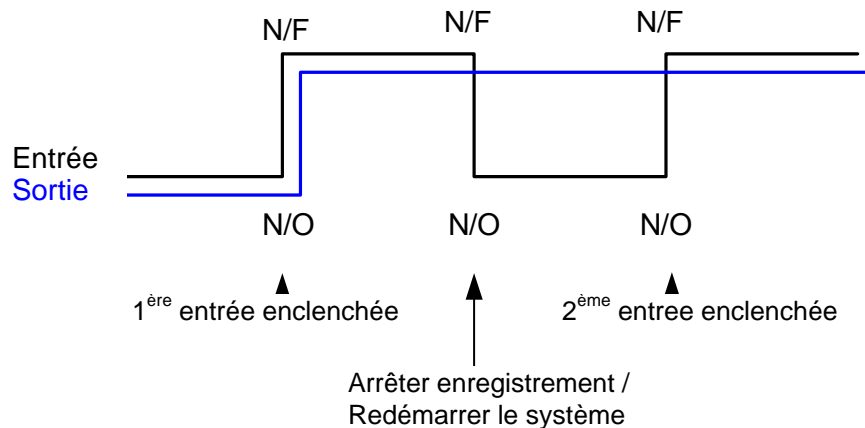 N/F N/F N/F
Entrée
Sortie
N/O N/O N/O
1ère entrée enclenchée 2ème entree enclenchée
Arrêter enregistrement /
Redémarrer le système